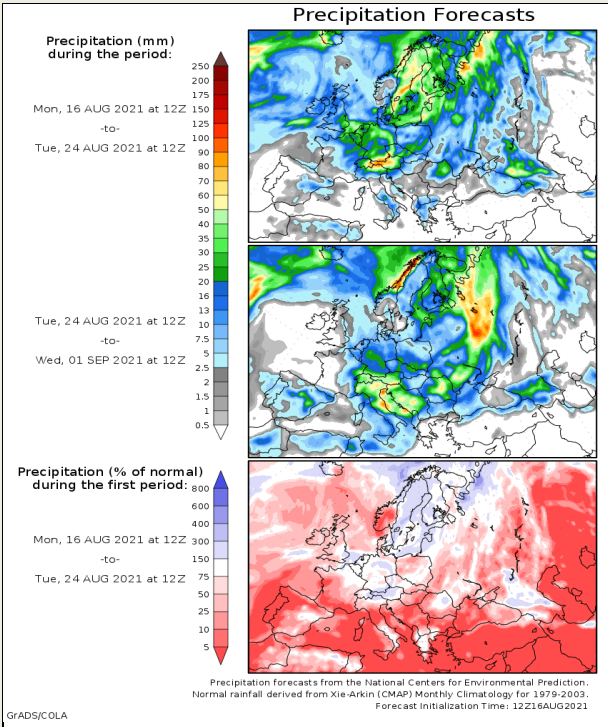 Precipitation Forecasts
Precipitation (mm)
during the period:
Mon, 16 AUG 2021 at 12Z
-to-
Tue, 24 AUG 2021 at 12Z
250
200
175
150
125
100
90
80
70
60
50
40
35
30
25
20
16
13
10
7.5
5
2.5
2
1.5
1
0.5
Tue, 24 AUG 2021 at 12Z
-to-
Wed, 01 SEP 2021 at 12Z
Precipitation (% of normal)
during the first period:
Mon, 16 AUG 2021 at 12Z
-to-
Tue, 24 AUG 2021 at 12Z
800
600
400
300
150
75
50
25
10
5
Precipitation forecasts from the National Centers for Environmental Prediction.
Normal rainfall derived from Xie-Arkin (CMAP) Monthly Climatology for 1979-2003.
Forecast Initialization Time: 12Z16AUG2021
GrADS/COLA